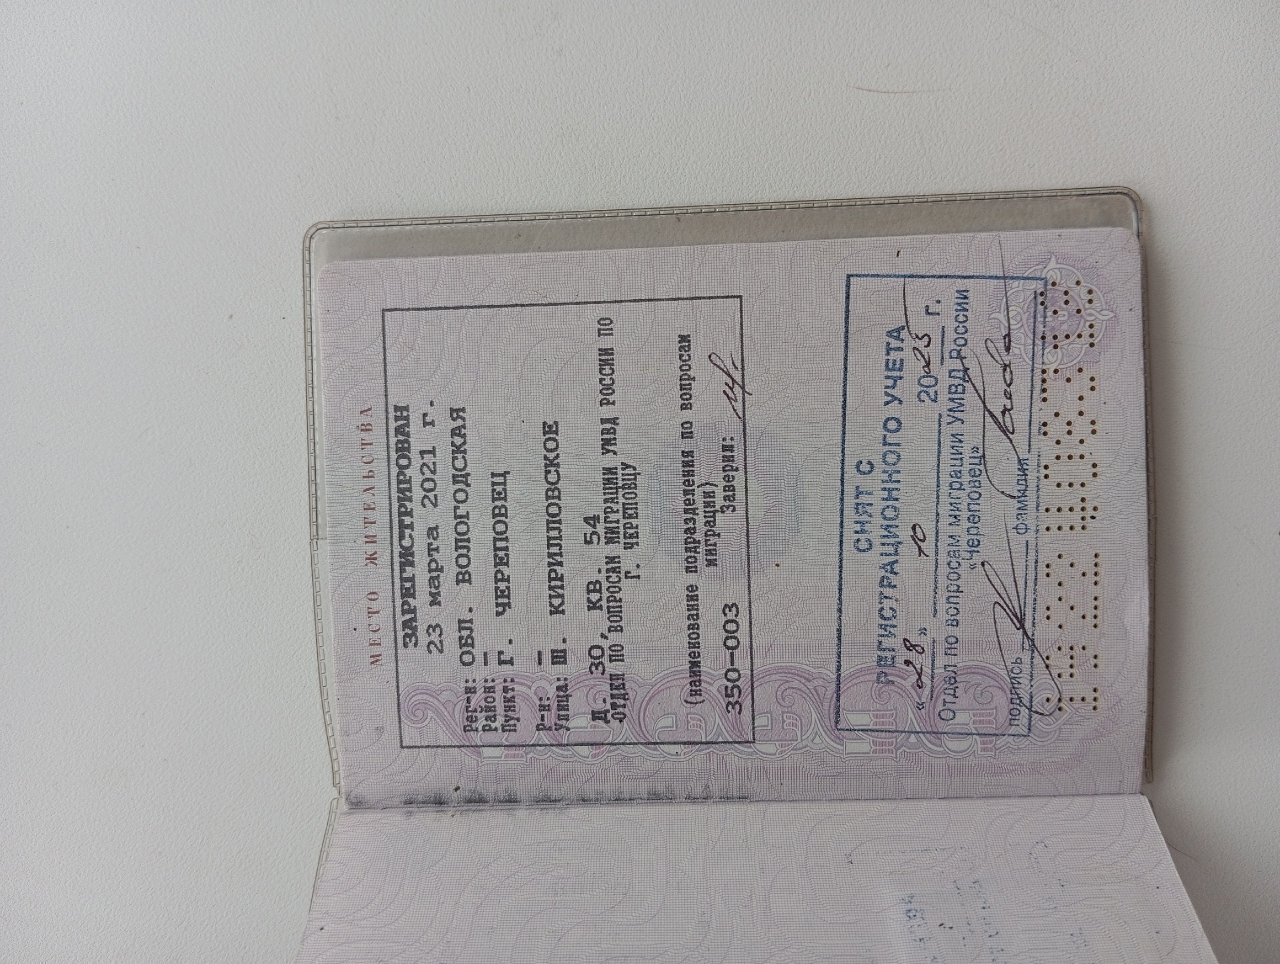 МЕСТО ЖИТЕЛЬСТВА
ЗАРЕГИСТРИРОВАН
23 марта 2021 г.
Рег-н: ОБЛ. ВОЛОГОДСКАЯ
Район: —
Пункт: Г. ЧЕРЕПОВЕЦ
Р-н: —
Улица: Ш. КИРИЛЛОВСКОЕ
Д. 30, КВ. 54
ОТДЕЛ ПО ВОПРОСАМ МИГРАЦИИ УМВД РОССИИ ПО
Г. ЧЕРЕПОВЦУ
(наименование подразделения по вопросам
миграции)
350-003 Заверил:
СНЯТ С
РЕГИСТРАЦИОННОГО УЧЕТА
«28» 10 2025 г.
Отдел по вопросам миграции УМВД России
«Череповец»
подпись фамилия